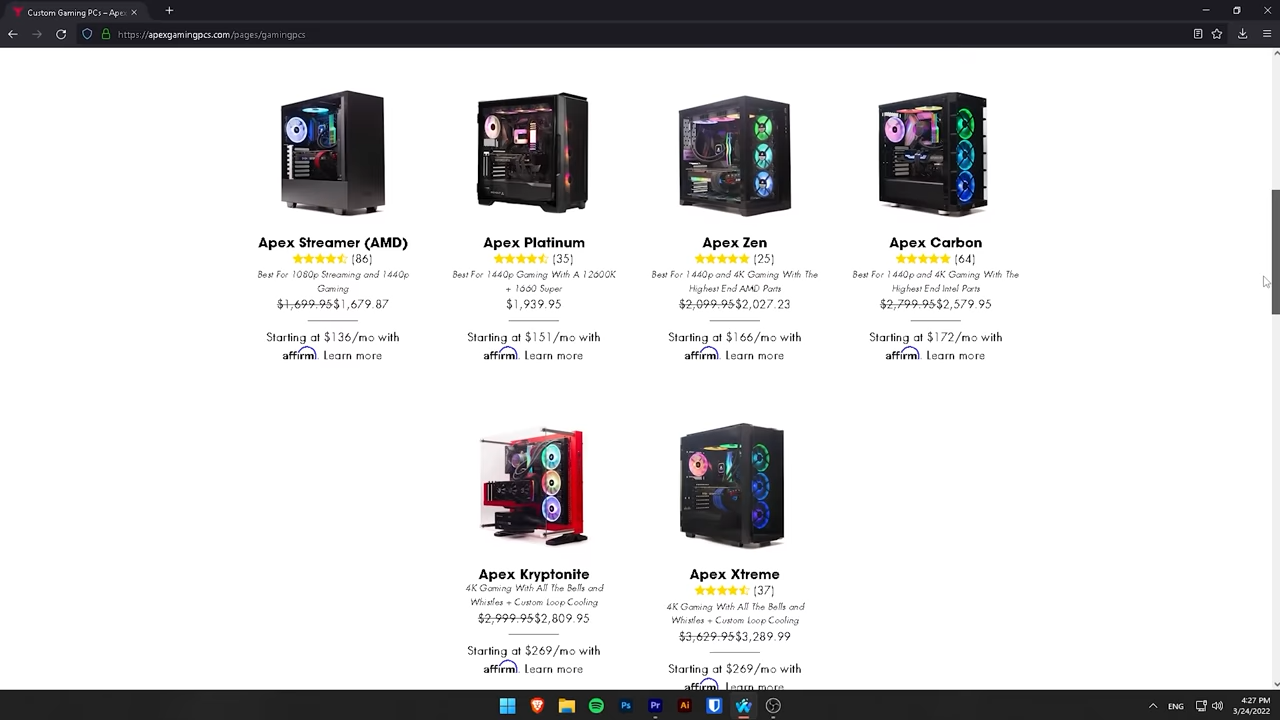 Custom Gaming PCs – Apex
https://apexgamingpcs.com/pages/gamingpcs
Apex Streamer (AMD)
(86)
Best For 1080p Streaming and 1440p
Gaming
$1,699.95$1,679.87
Starting at $136/mo with
affirm. Learn more
Apex Platinum
(35)
Best For 1440p Gaming With A 12600K
+ 1660 Super
$1,939.95
Starting at $151/mo with
affirm. Learn more
Apex Zen
(25)
Best For 1440p and 4K Gaming With The
Highest End AMD Parts
$2,099.95$2,027.23
Starting at $166/mo with
affirm. Learn more
Apex Carbon
(64)
Best For 1440p and 4K Gaming With The
Highest End Intel Parts
$2,799.95$2,579.95
Starting at $172/mo with
affirm. Learn more
Apex Kryptonite
4K Gaming With All The Bells and
Whistles + Custom Loop Cooling
$2,999.95$2,809.95
Starting at $269/mo with
affirm. Learn more
Apex Xtreme
(37)
4K Gaming With All The Bells and
Whistles + Custom Loop Cooling
$3,629.95$3,289.99
Starting at $269/mo with
affirm. Learn more
Ps
Pr
Ai
ENG
4:27 PM
3/24/2022